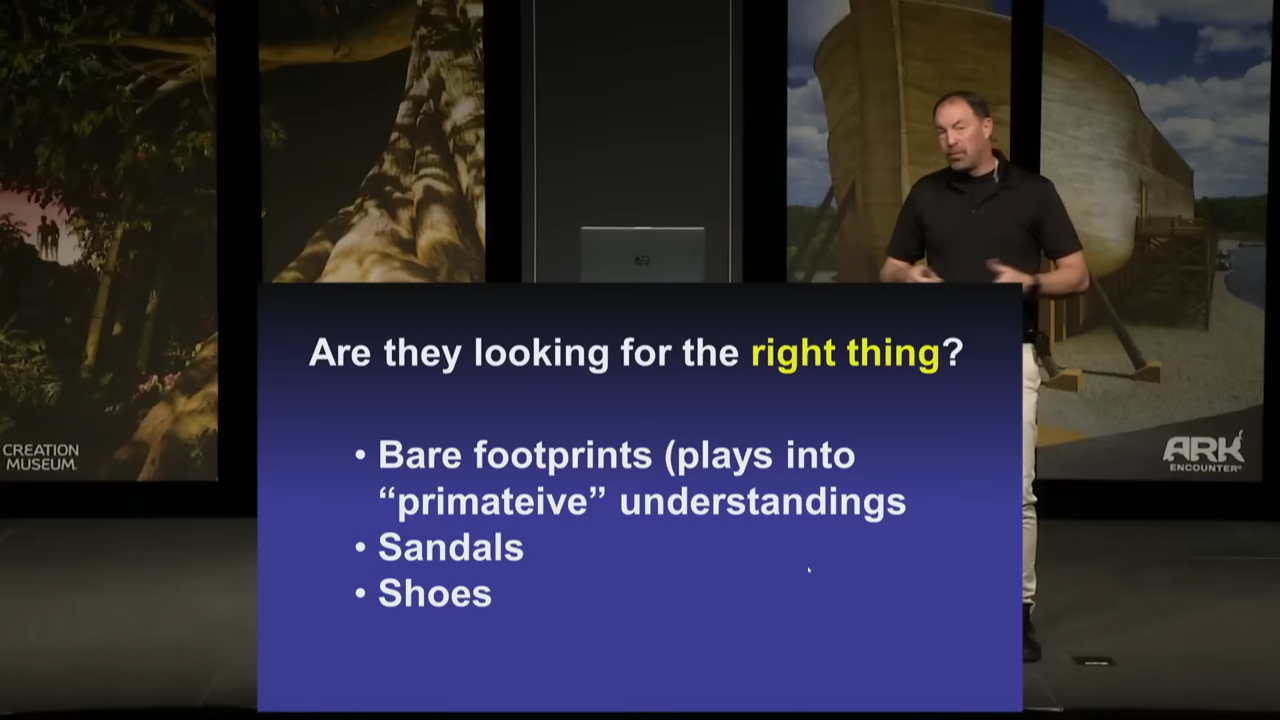 Are they looking for the right thing?
• Bare footprints (plays into
“primateive” understandings
• Sandals
• Shoes
CREATION
MUSEUM
ARK
ENCOUNTER